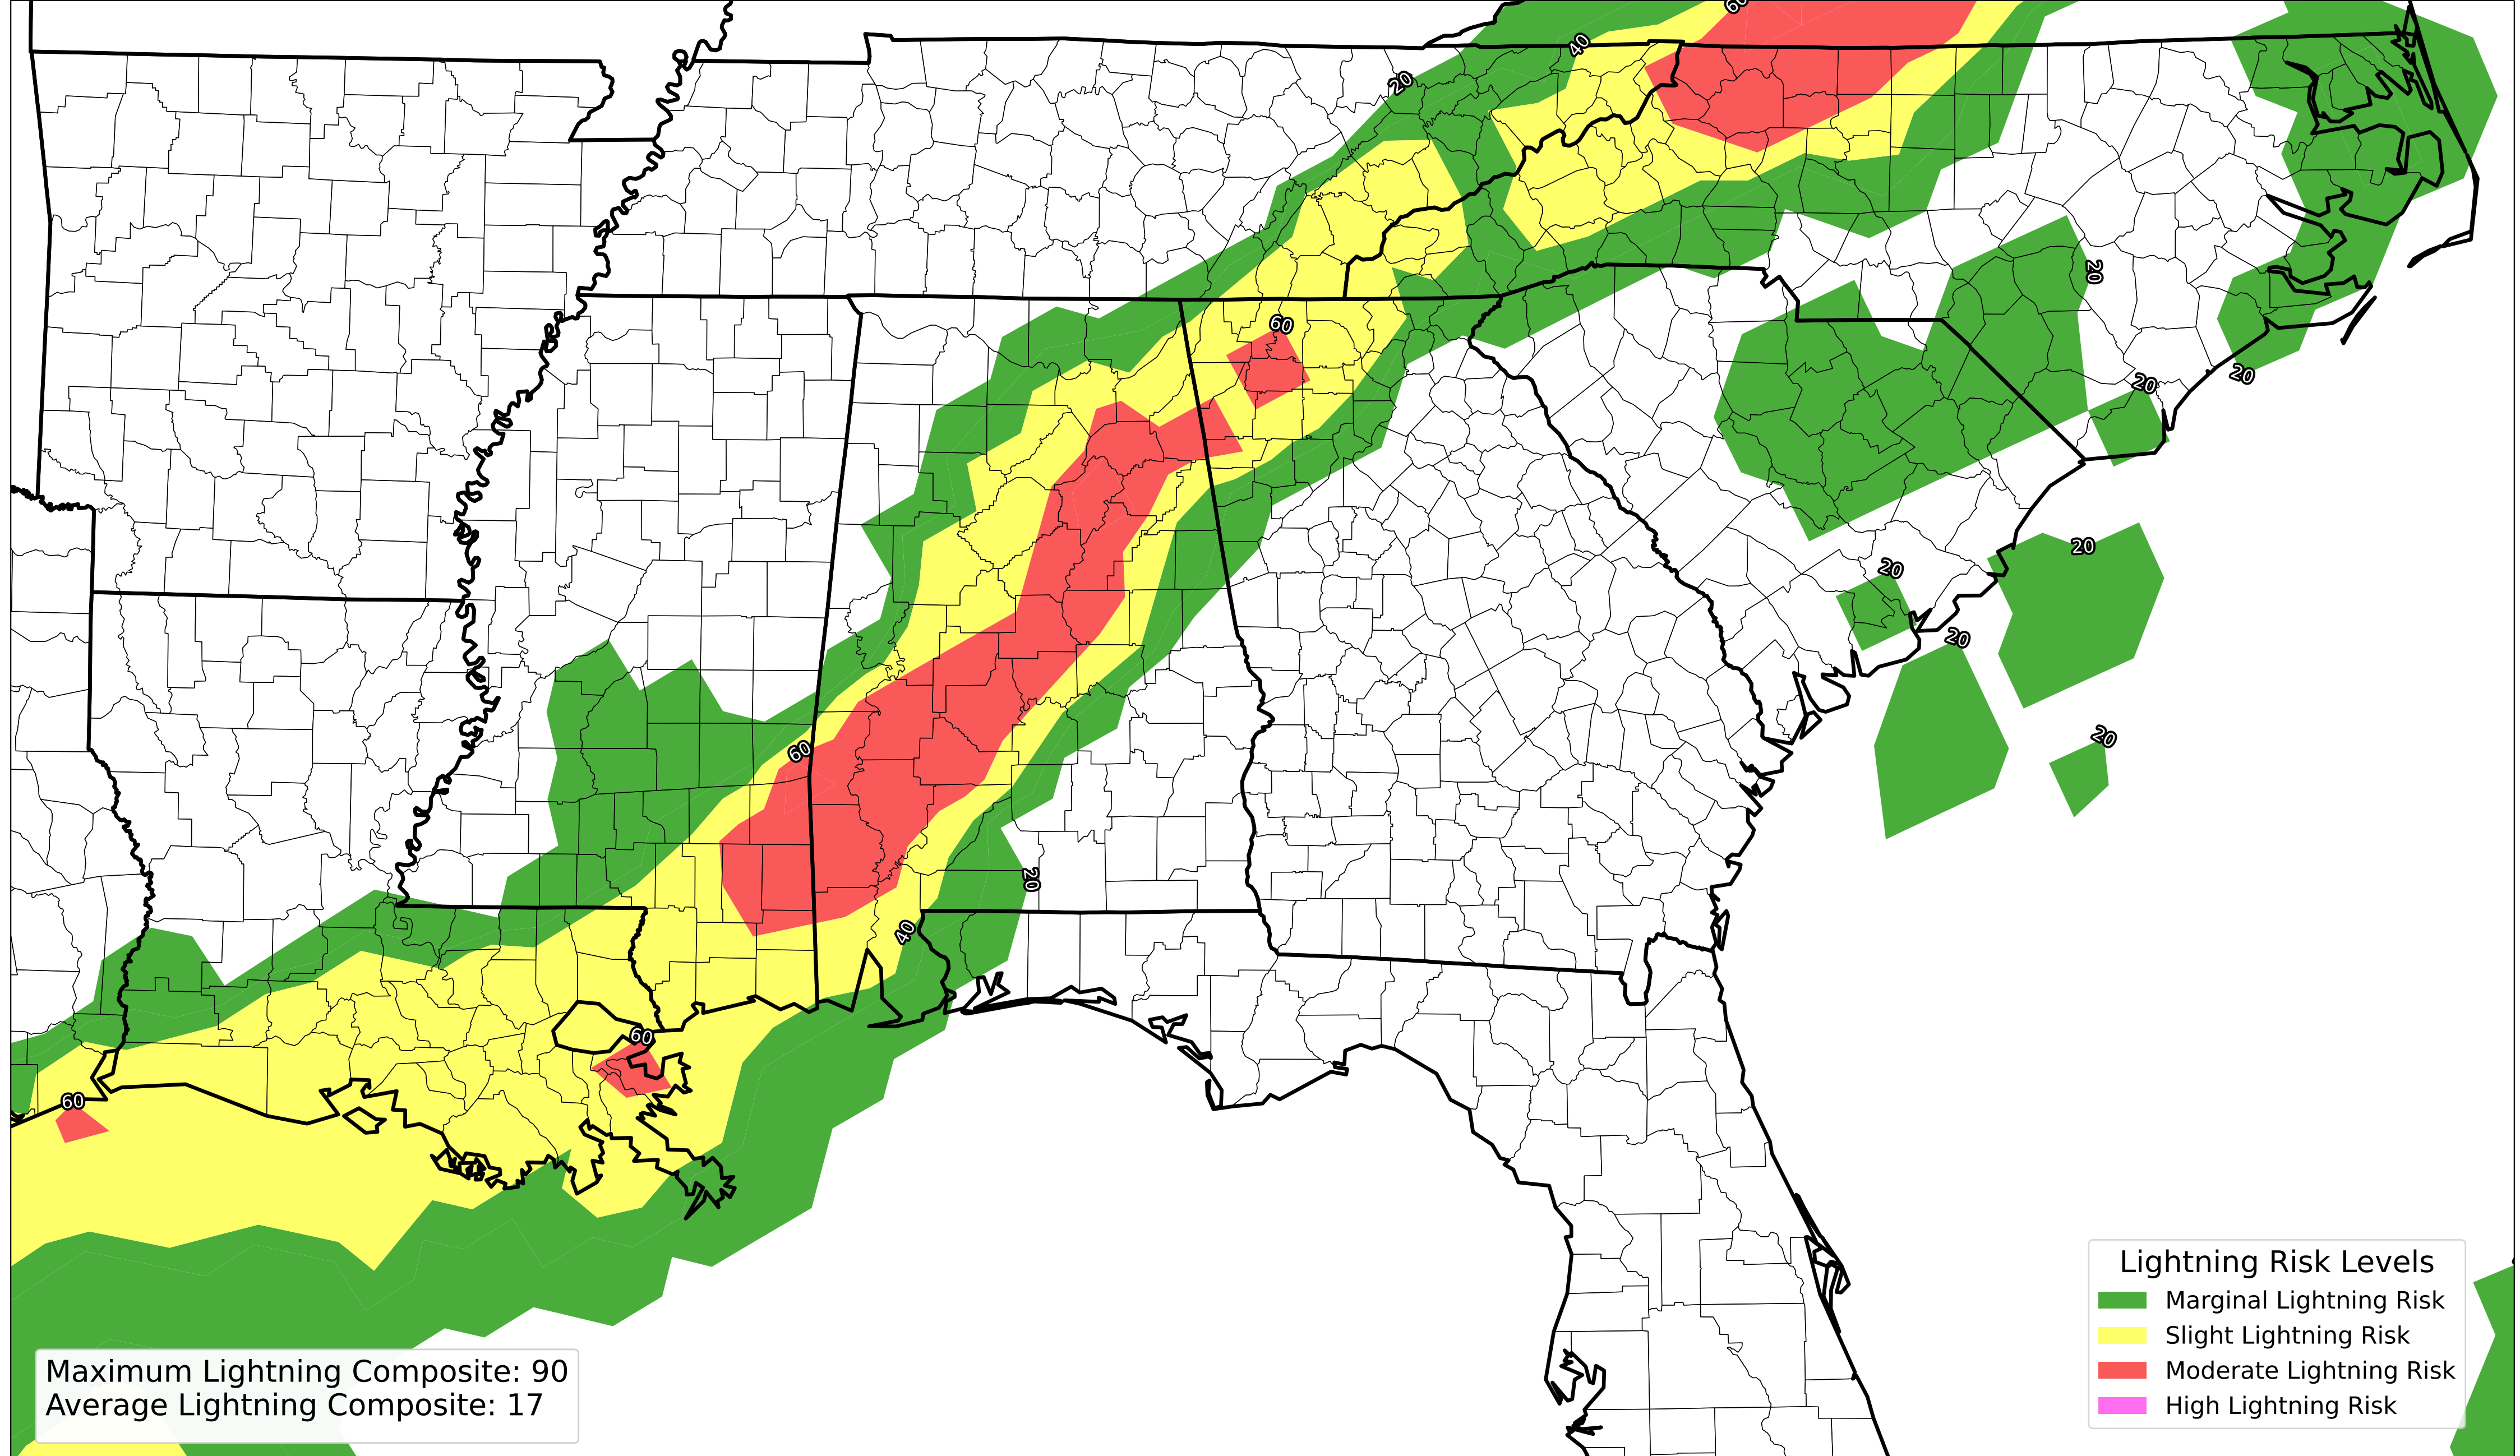 60
40
20
60
20
20
20
20
20
20
60
20
20
40
60
60
Maximum Lightning Composite: 90
Average Lightning Composite: 17
Lightning Risk Levels
Marginal Lightning Risk
Slight Lightning Risk
Moderate Lightning Risk
High Lightning Risk